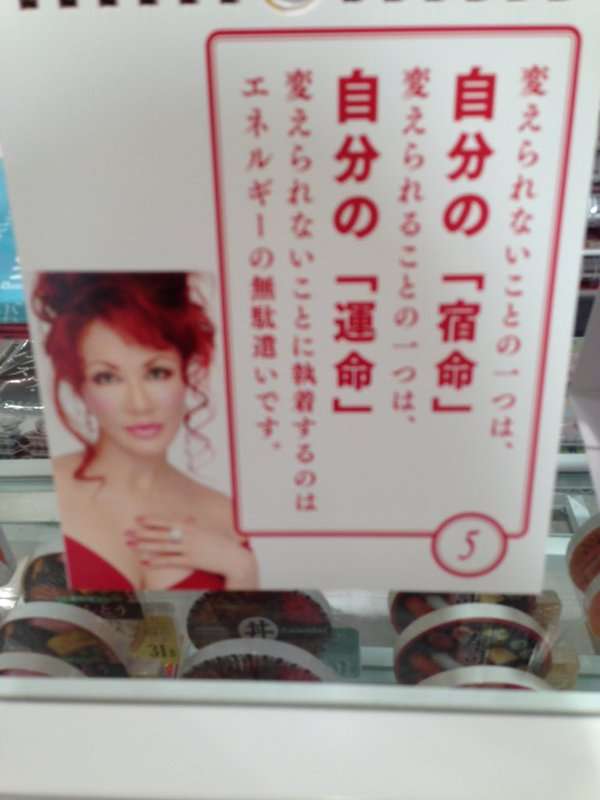 変えられないことの一つは、
自分の「宿命」
変えられることの一つは、
自分の「運命」
変えられないことに執着するのは
エネルギーの無駄遣いです。
5
丼
31